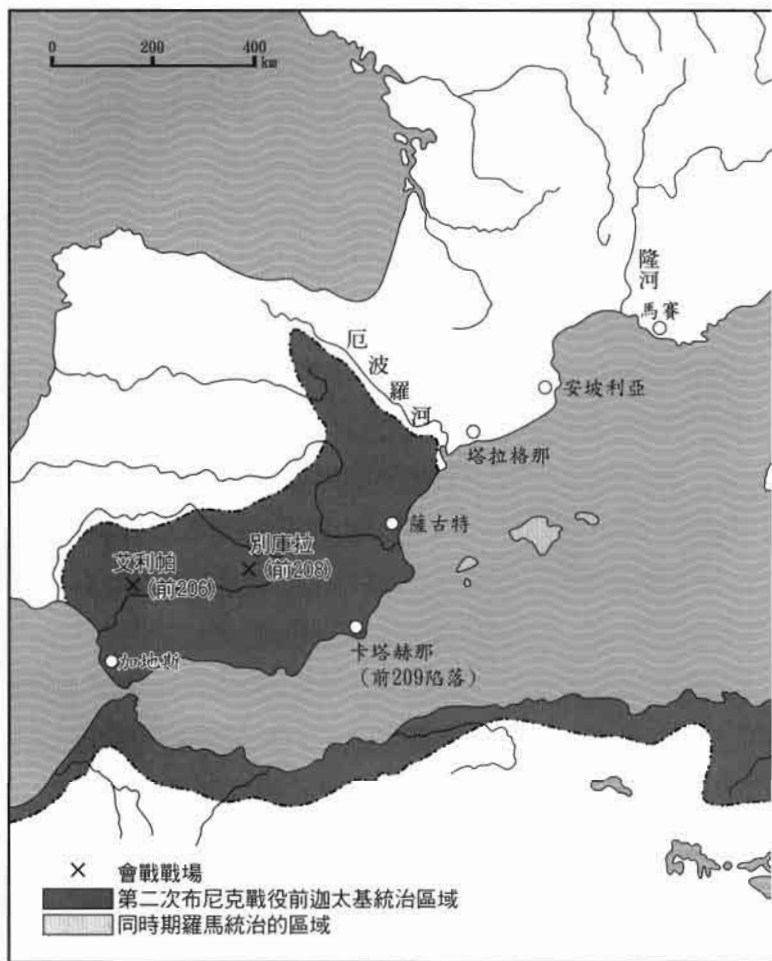 0 200 400
km
隆河
馬賽
厄波羅河
安坡利亞
塔拉格那
薩古特
別庫拉
(前208)
艾利帕
(前206)
卡塔赫那
(前209陷落)
加地斯
× 會戰戰場
第二次布尼克戰役前迦太基統治區域
同時期羅馬統治的區域